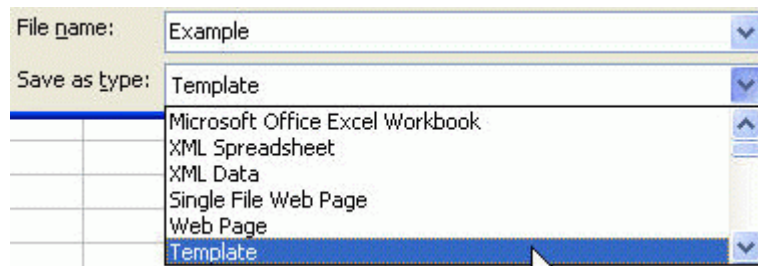 File name: Example
Save as type: Template
Microsoft Office Excel Workbook
XML Spreadsheet
XML Data
Single File Web Page
Web Page
Template